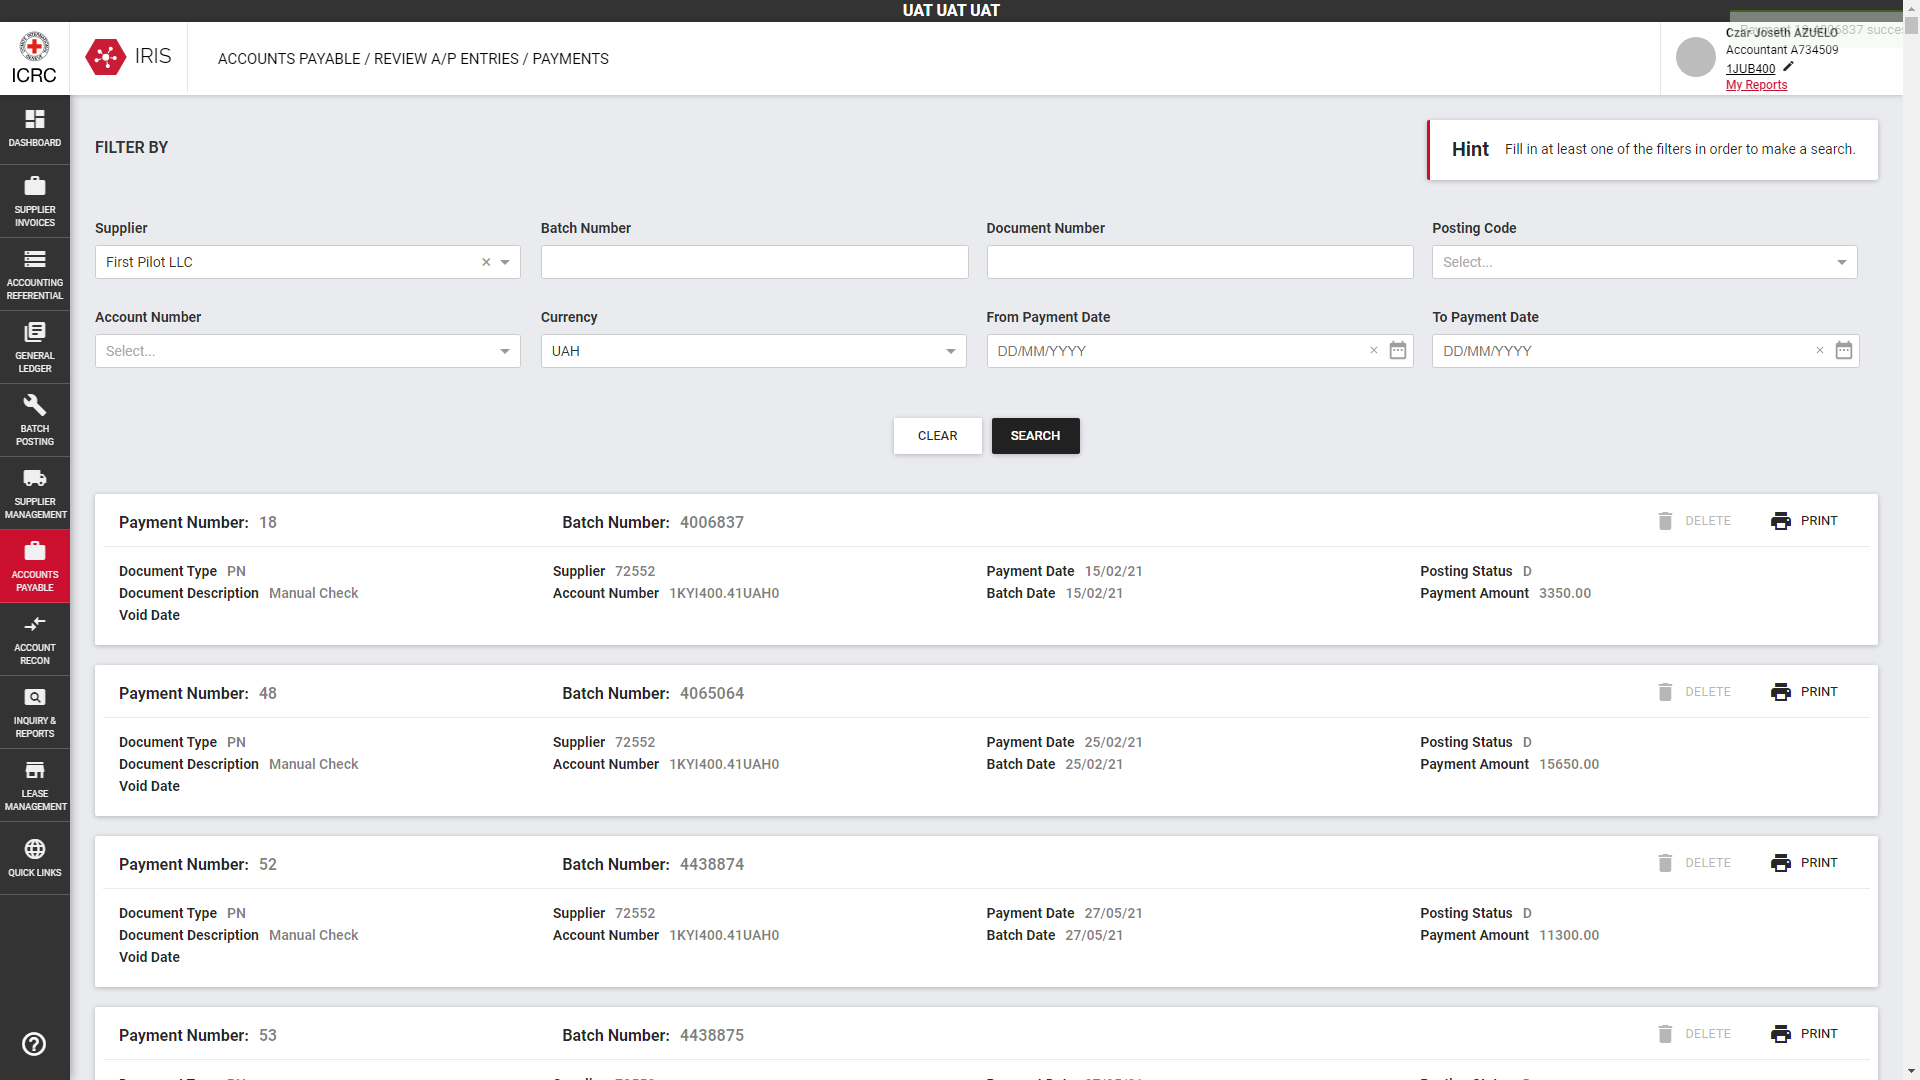 UAT UAT UAT
ICRC
IRIS
ACCOUNTS PAYABLE / REVIEW A/P ENTRIES / PAYMENTS
Czar Joseth AZUELO
Accountant A734509
1JUB400
My Reports
DASHBOARD
SUPPLIER
INVOICES
ACCOUNTING
REFERENTIAL
GENERAL
LEDGER
BATCH
POSTING
SUPPLIER
MANAGEMENT
ACCOUNTS
PAYABLE
ACCOUNT
RECON
INQUIRY &
REPORTS
LEASE
MANAGEMENT
QUICK LINKS
FILTER BY
Hint Fill in at least one of the filters in order to make a search.
Supplier Batch Number Document Number Posting Code
First Pilot LLC Select...
Account Number Currency From Payment Date To Payment Date
Select... UAH DD/MM/YYYY DD/MM/YYYY
CLEAR SEARCH
Payment Number: 18 Batch Number: 4006837 DELETE PRINT
Document Type PN Supplier 72552 Payment Date 15/02/21 Posting Status D
Document Description Manual Check Account Number 1KYI400.41UAH0 Batch Date 15/02/21 Payment Amount 3350.00
Void Date
Payment Number: 48 Batch Number: 4065064 DELETE PRINT
Document Type PN Supplier 72552 Payment Date 25/02/21 Posting Status D
Document Description Manual Check Account Number 1KYI400.41UAH0 Batch Date 25/02/21 Payment Amount 15650.00
Void Date
Payment Number: 52 Batch Number: 4438874 DELETE PRINT
Document Type PN Supplier 72552 Payment Date 27/05/21 Posting Status D
Document Description Manual Check Account Number 1KYI400.41UAH0 Batch Date 27/05/21 Payment Amount 11300.00
Void Date
Payment Number: 53 Batch Number: 4438875 DELETE PRINT